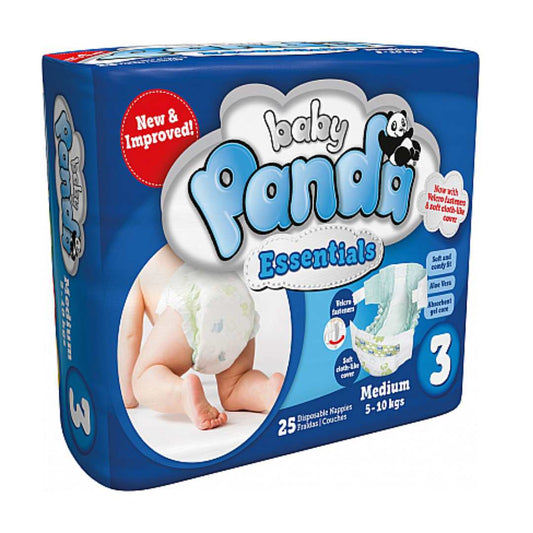 New &
Improved!
baby
Panda
Essentials
Now with
Velcro fasteners
& soft cloth-like
cover
Soft and
comfy fit
Aloe Vera
Absorbent
gel core
Velcro
fasteners
Soft
cloth-like
cover
Medium
5-10 kgs
3
25 Disposable Nappies
Fraldas | Couches
baby
Panda
Medium
3